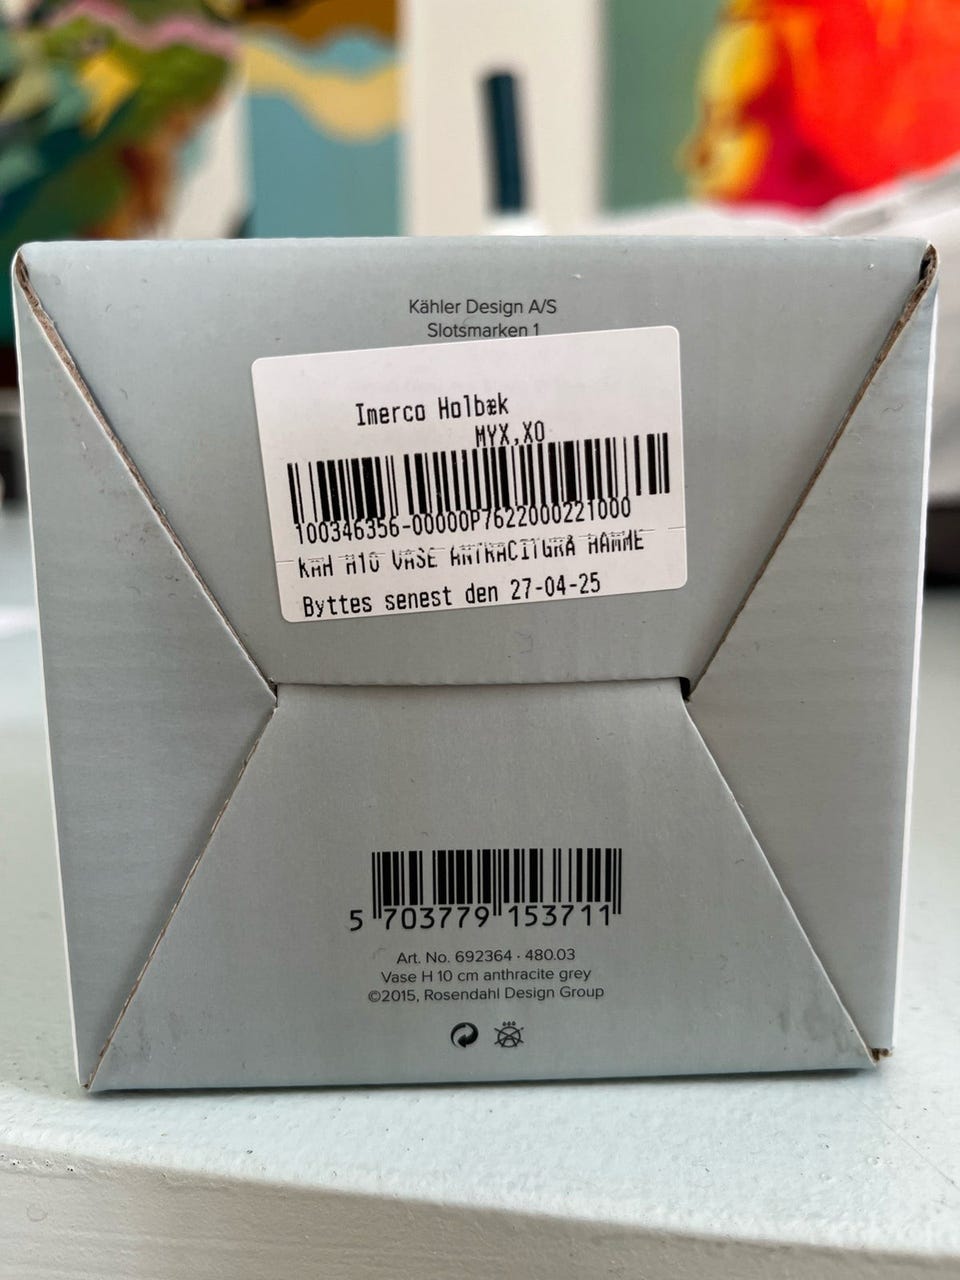 Kähler Design A/S
Slotsmarken 1
Imerco Holbæk
MYX,XO
100346356-00000P7622000221000
KAH H10 VASE ANTRACITGRÅ HAMME
Byttes senest den 27-04-25
5 703779 153711
Art. No. 692364 · 480.03
Vase H 10 cm anthracite grey
©2015, Rosendahl Design Group